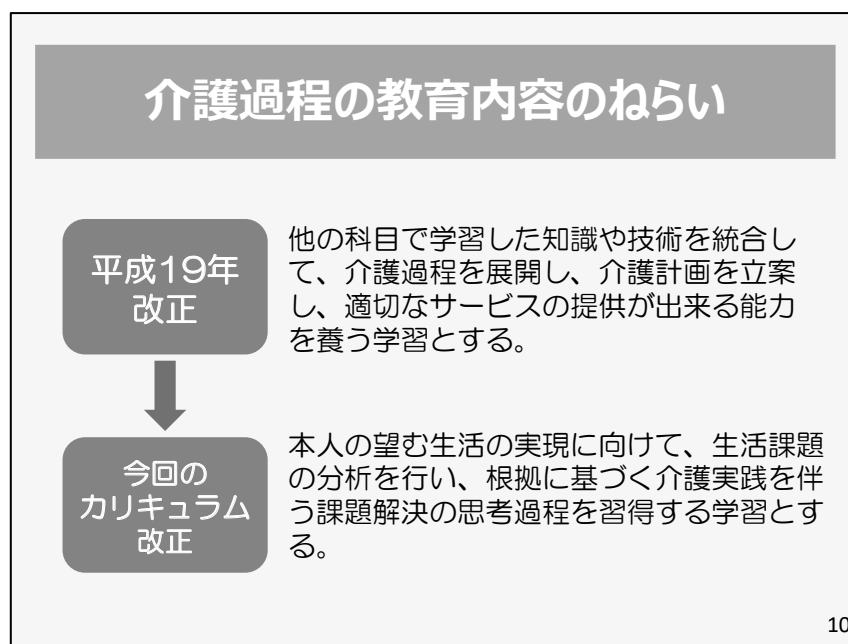 介護過程の教育内容のねらい
平成19年
改正
他の科目で学習した知識や技術を統合し
て、介護過程を展開し、介護計画を立案
し、適切なサービスの提供が出来る能力
を養う学習とする。
今回の
カリキュラム
改正
本人の望む生活の実現に向けて、生活課題
の分析を行い、根拠に基づく介護実践を伴
う課題解決の思考過程を習得する学習とす
る。
10